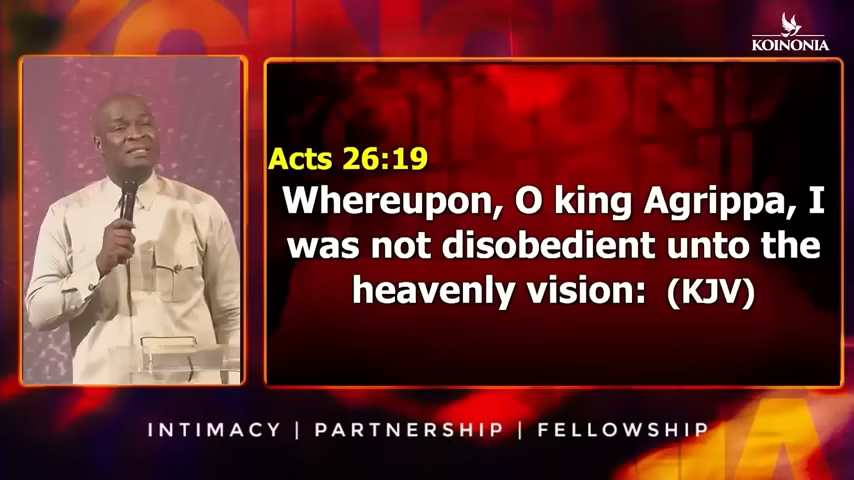 KOINONIA
Acts 26:19
Whereupon, O king Agrippa, I
was not disobedient unto the
heavenly vision: (KJV)
INTIMACY | PARTNERSHIP | FELLOWSHIP